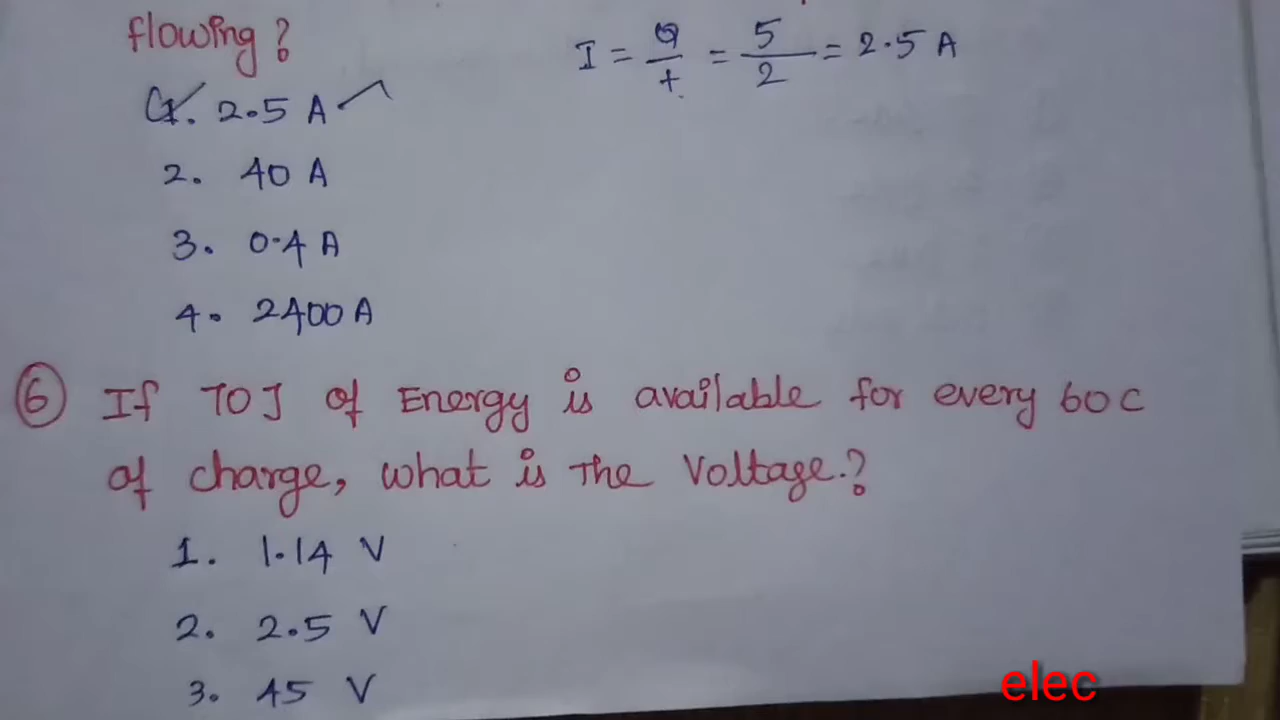 flowing?
I = Q/t = 5/2 = 2.5 A
1. 2.5 A
2. 40 A
3. 0.4 A
4. 2400 A
6 If 70J of Energy is available for every 60C
of charge, what is the voltage.?
1. 1.14 V
2. 2.5 V
3. 45 V
elec